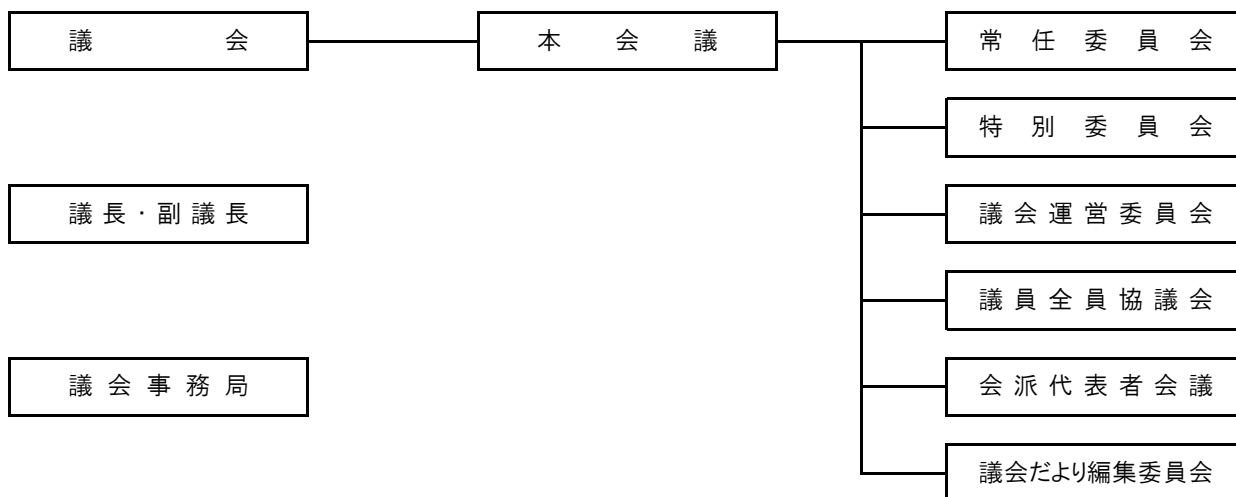 議会
本会議
常任委員会
特別委員会
議長・副議長
議会運営委員会
議員全員協議会
議会事務局
会派代表者会議
議会だより編集委員会